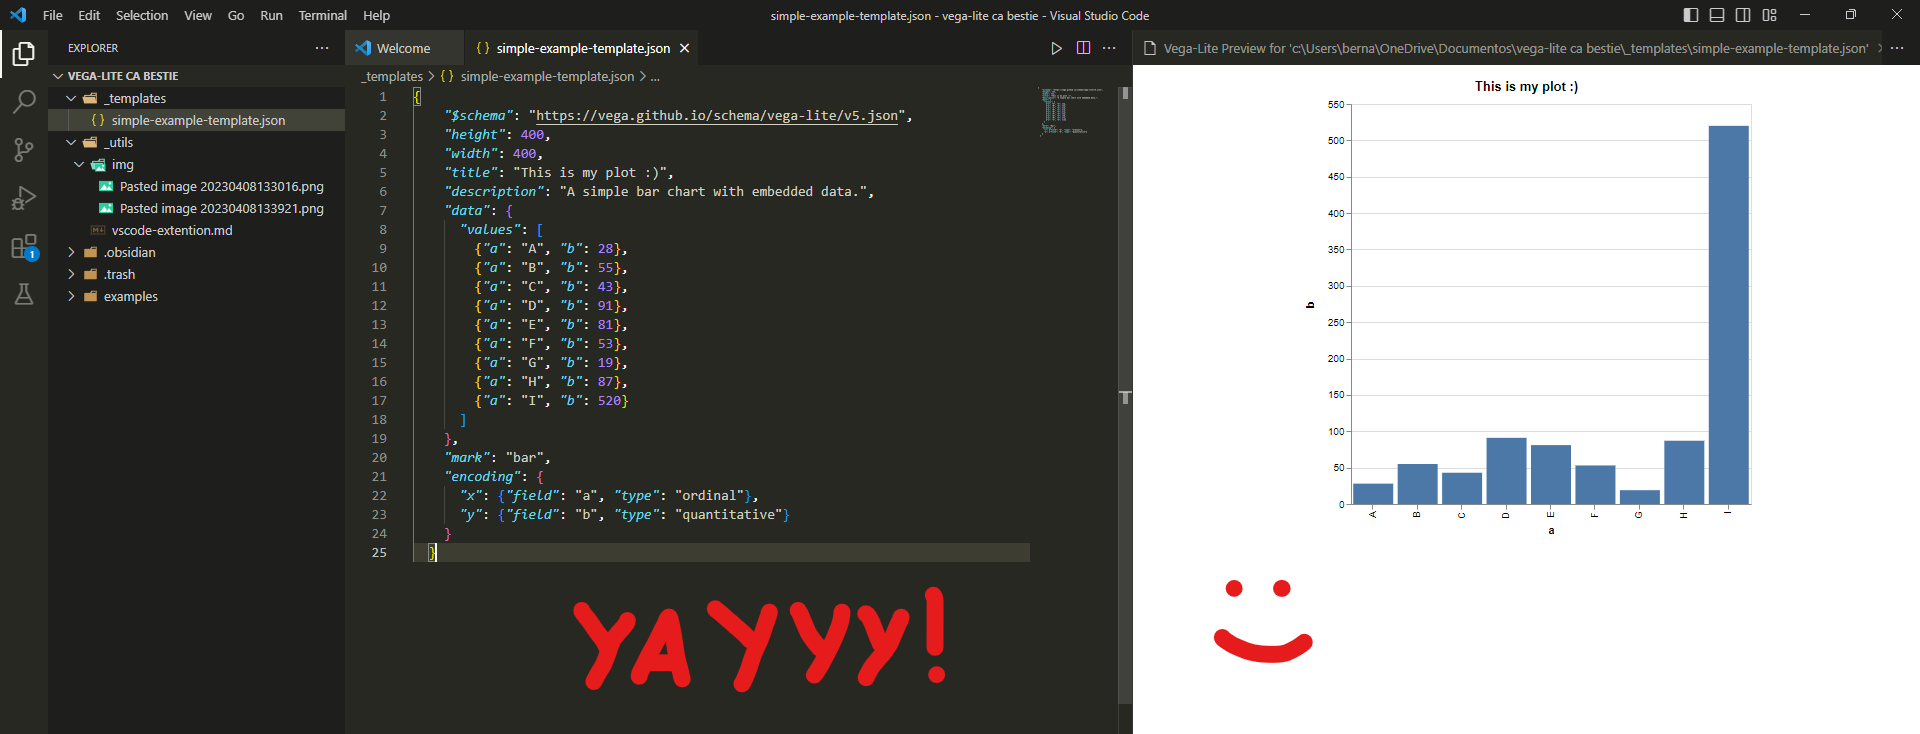 File Edit Selection View Go Run Terminal Help
simple-example-template.json - vega-lite ca bestie - Visual Studio Code
EXPLORER
VEGA-LITE CA BESTIE
_templates
{ } simple-example-template.json
_utils
img
Pasted image 20230408133016.png
Pasted image 20230408133921.png
vscode-extention.md
.obsidian
.trash
examples
1
Welcome
{ } simple-example-template.json
_templates > { } simple-example-template.json > ...
1 {
2 "$schema": "https://vega.github.io/schema/vega-lite/v5.json",
3 "height": 400,
4 "width": 400,
5 "title": "This is my plot :)",
6 "description": "A simple bar chart with embedded data.",
7 "data": {
8 "values": [
9 {"a": "A", "b": 28},
10 {"a": "B", "b": 55},
11 {"a": "C", "b": 43},
12 {"a": "D", "b": 91},
13 {"a": "E", "b": 81},
14 {"a": "F", "b": 53},
15 {"a": "G", "b": 19},
16 {"a": "H", "b": 87},
17 {"a": "I", "b": 520}
18 ]
19 },
20 "mark": "bar",
21 "encoding": {
22 "x": {"field": "a", "type": "ordinal"},
23 "y": {"field": "b", "type": "quantitative"}
24 }
25 }
YAYYYY!
Vega-Lite Preview for 'c:\Users\berna\OneDrive\Documentos\vega-lite ca bestie\_templates\simple-example-template.json'
This is my plot :)
550
500
450
400
350
300
250
200
150
100
50
0
b
A B C D E F G H I
a